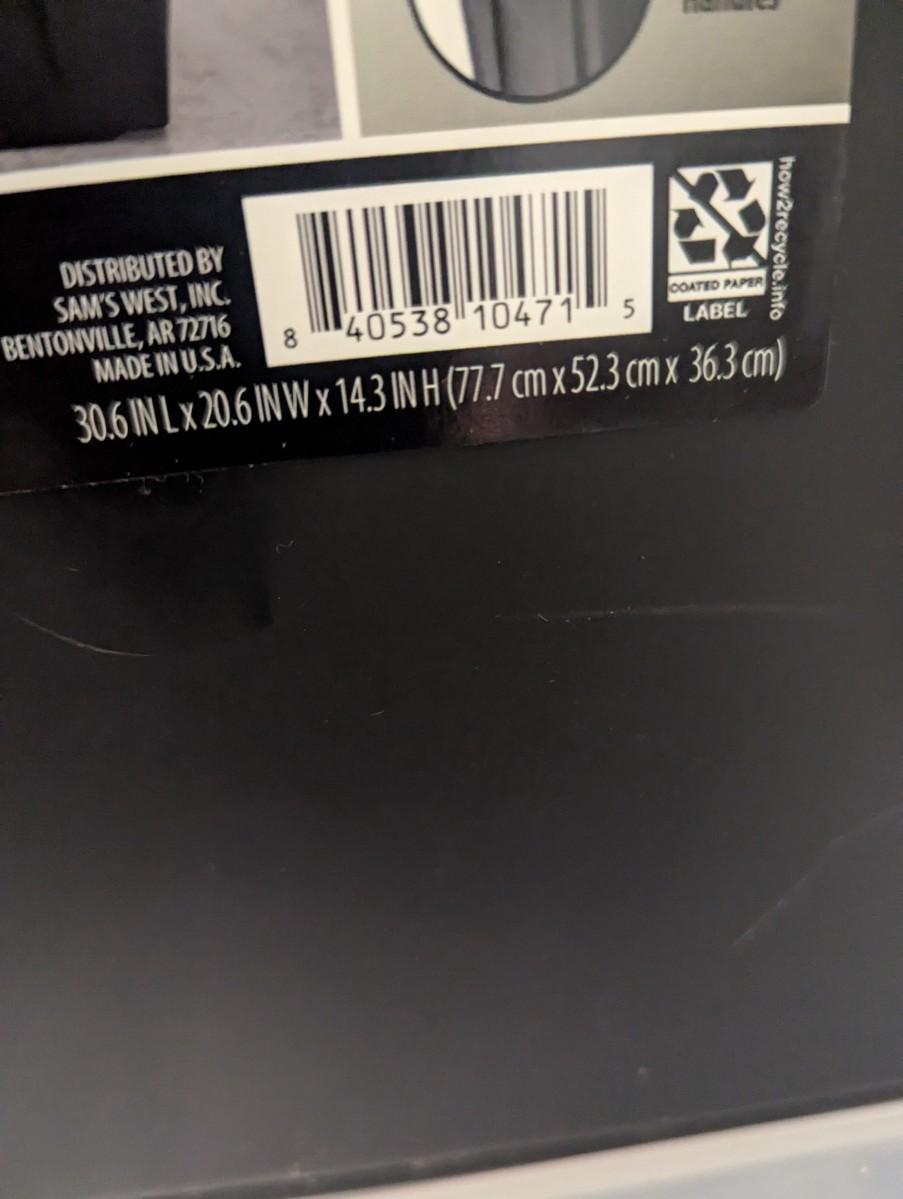 Handles
DISTRIBUTED BY
SAM'S WEST, INC.
BENTONVILLE, AR 72716
MADE IN U.S.A.
8 40538 10471 5
COATED PAPER
LABEL
how2recycle.info
30.6 IN L x 20.6 IN W x 14.3 IN H (77.7 cm x 52.3 cm x 36.3 cm)